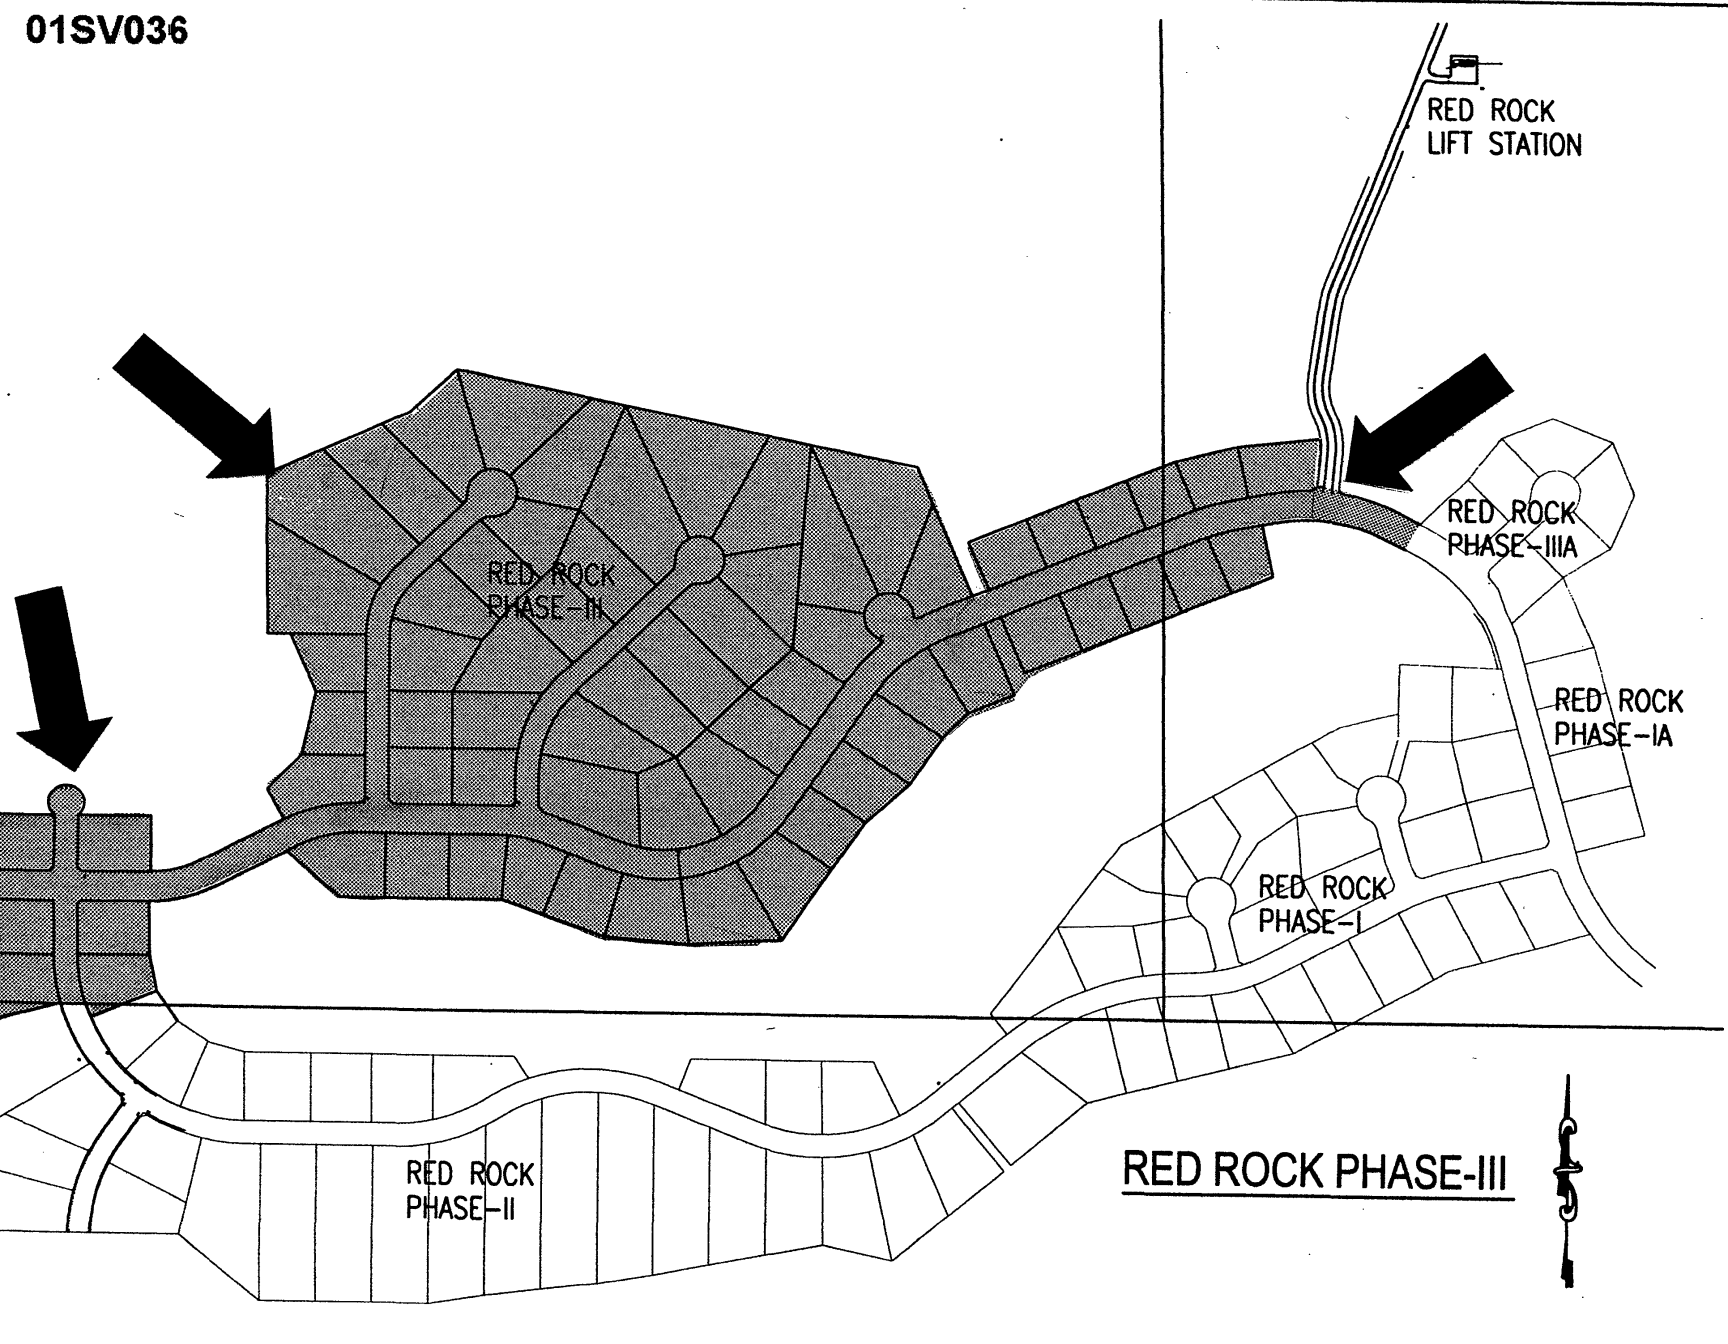 01SV036
RED ROCK
LIFT STATION
RED ROCK
PHASE-IIIA
RED ROCK
PHASE-III
RED ROCK
PHASE-IA
RED ROCK
PHASE-I
RED ROCK
PHASE-II
RED ROCK PHASE-III